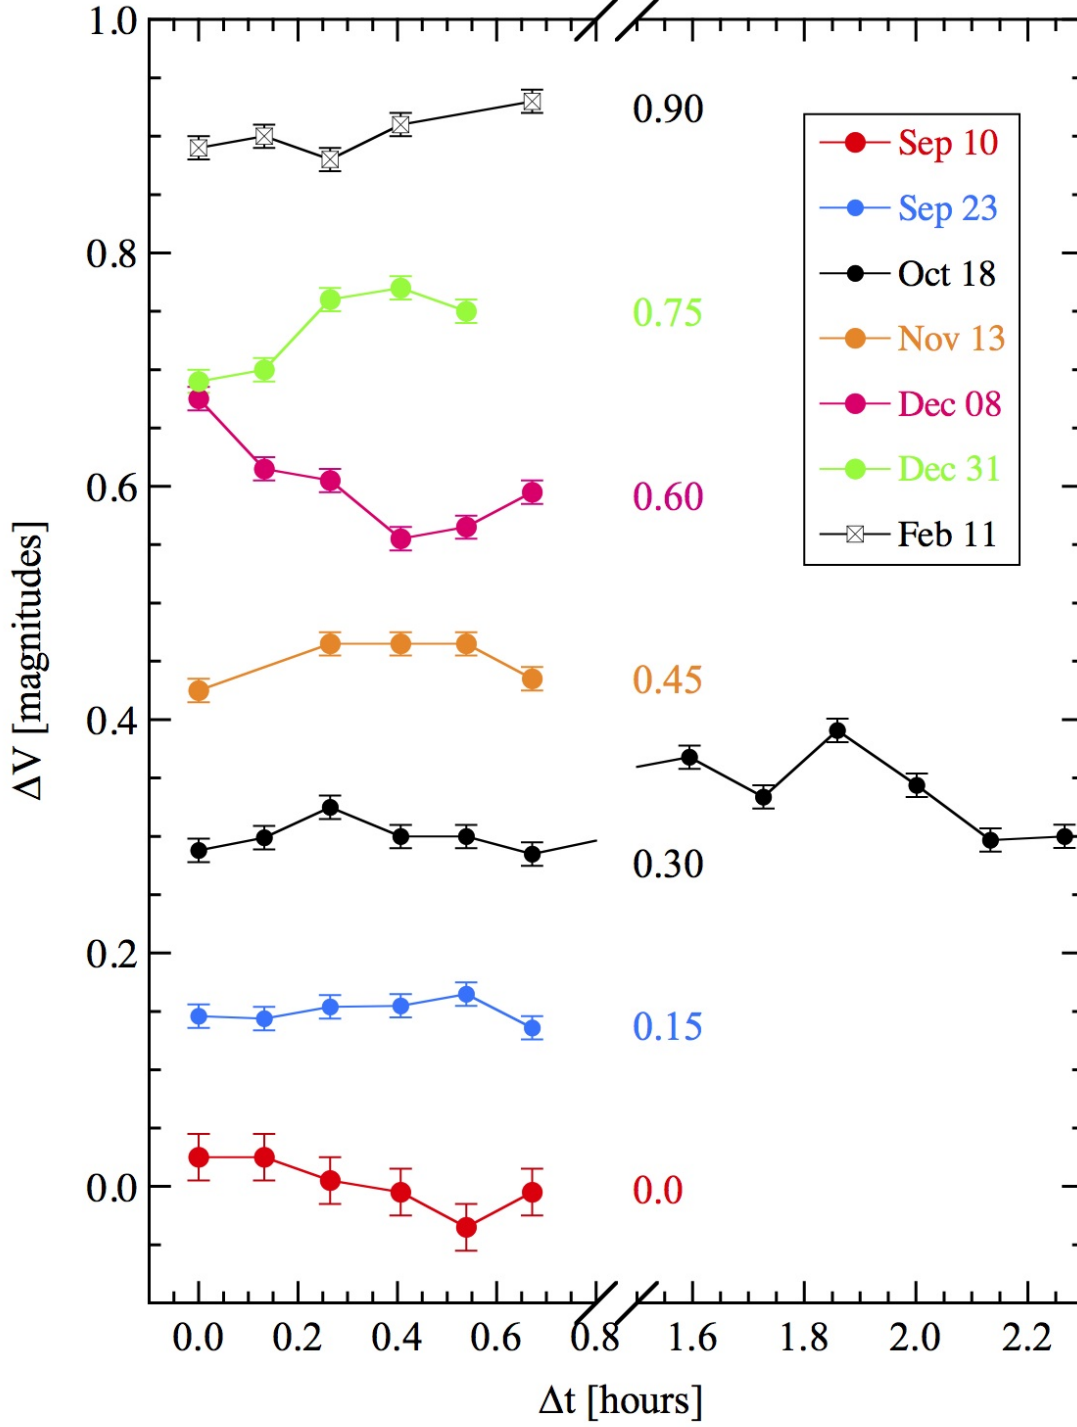 1.0
0.90
Sep 10
Sep 23
0.8
Oct 18
0.75
Nov 13
Dec 08
Dec 31
0.6
0.60
Feb 11
ΔV [magnitudes]
0.45
0.4
0.30
0.2
0.15
0.0
0.0
0.0 0.2 0.4 0.6 0.8 1.6 1.8 2.0 2.2
Δt [hours]